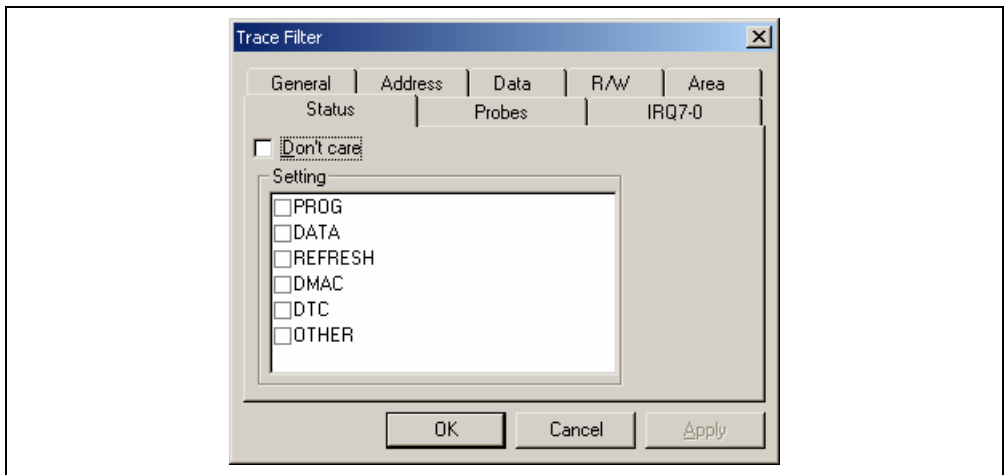 Trace Filter
General Address Data R/W Area
Status Probes IRQ7-0
Don't care
Setting
PROG
DATA
REFRESH
DMAC
DTC
OTHER
OK Cancel Apply